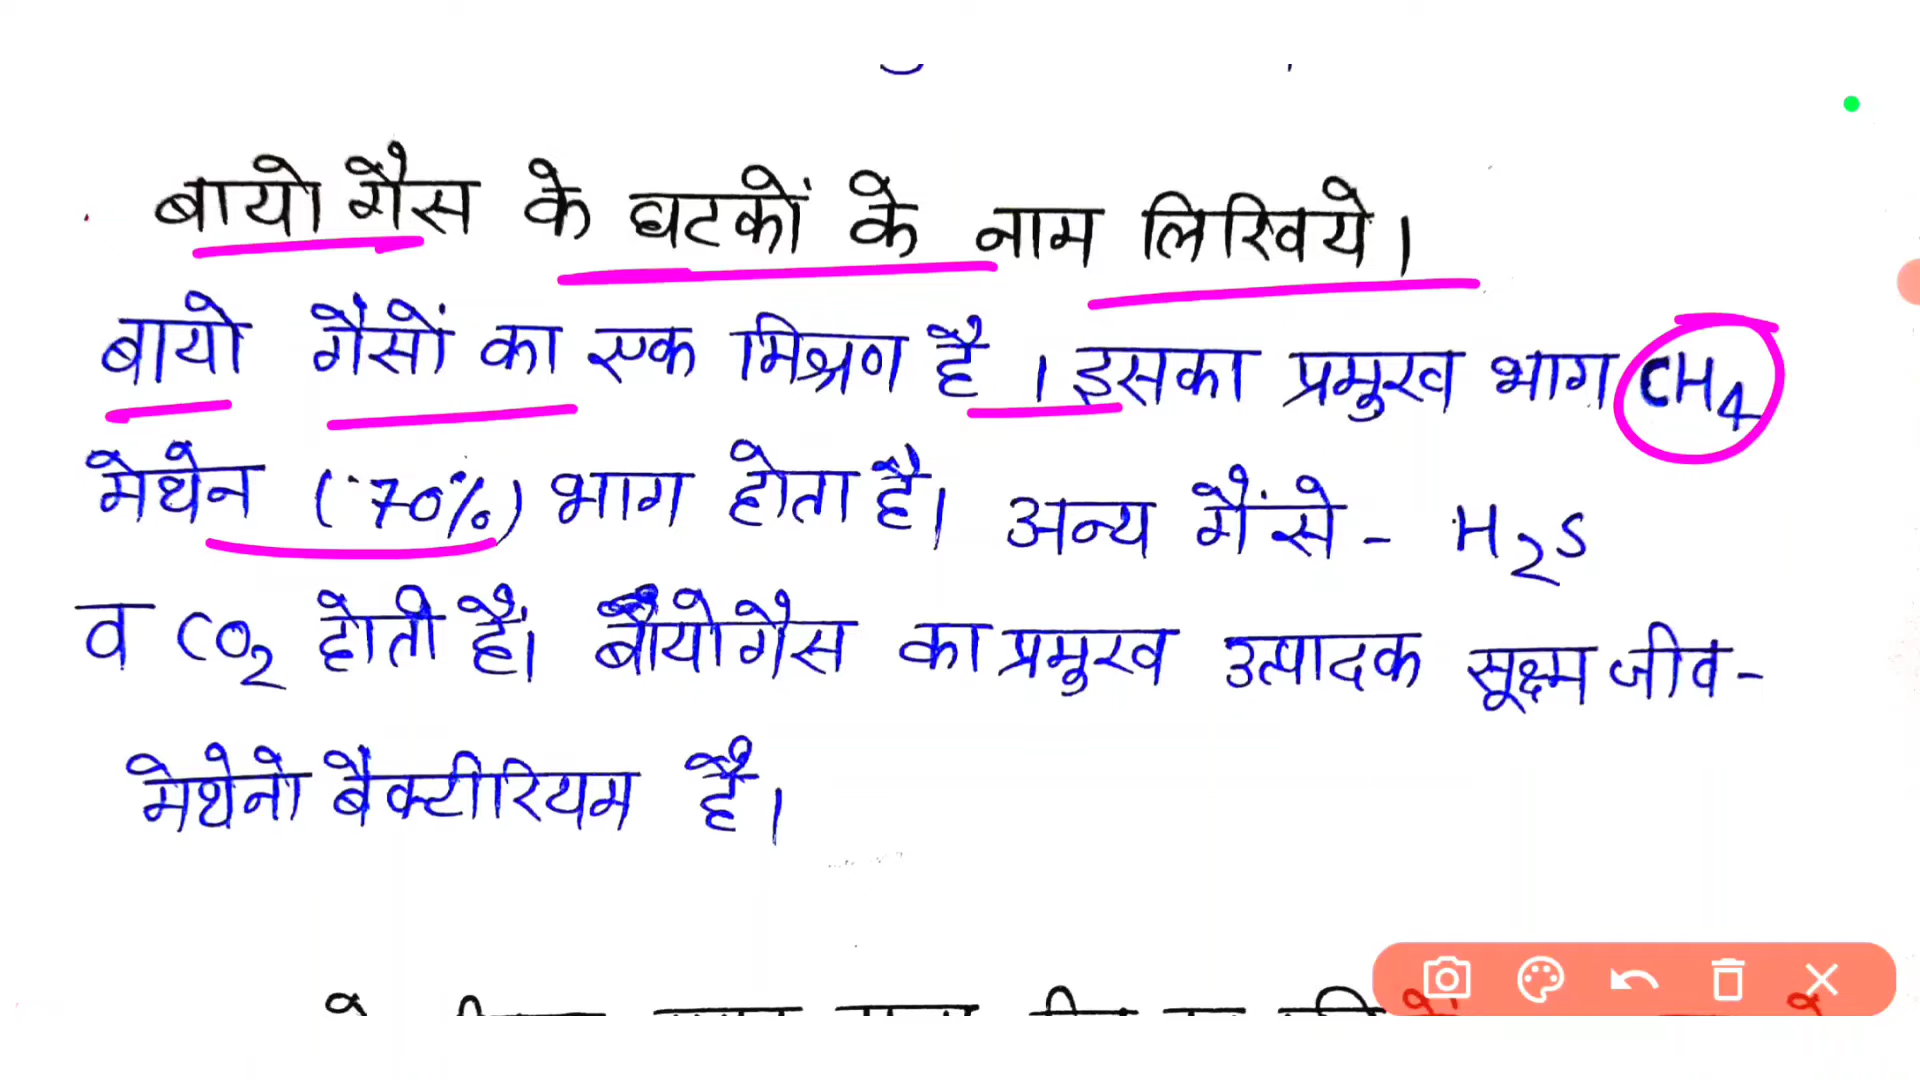 बायो गैस के घटकों के नाम लिखिये।
बायो गैसों का एक मिश्रण है । इसका प्रमुख भाग CH4
मेथेन (70%) भाग होता है। अन्य गैंसे - H2S
व CO2 होती हैं। बायोगैस का प्रमुख उत्पादक सूक्ष्म जीव-
मेथेनो बैक्टीरियम है।